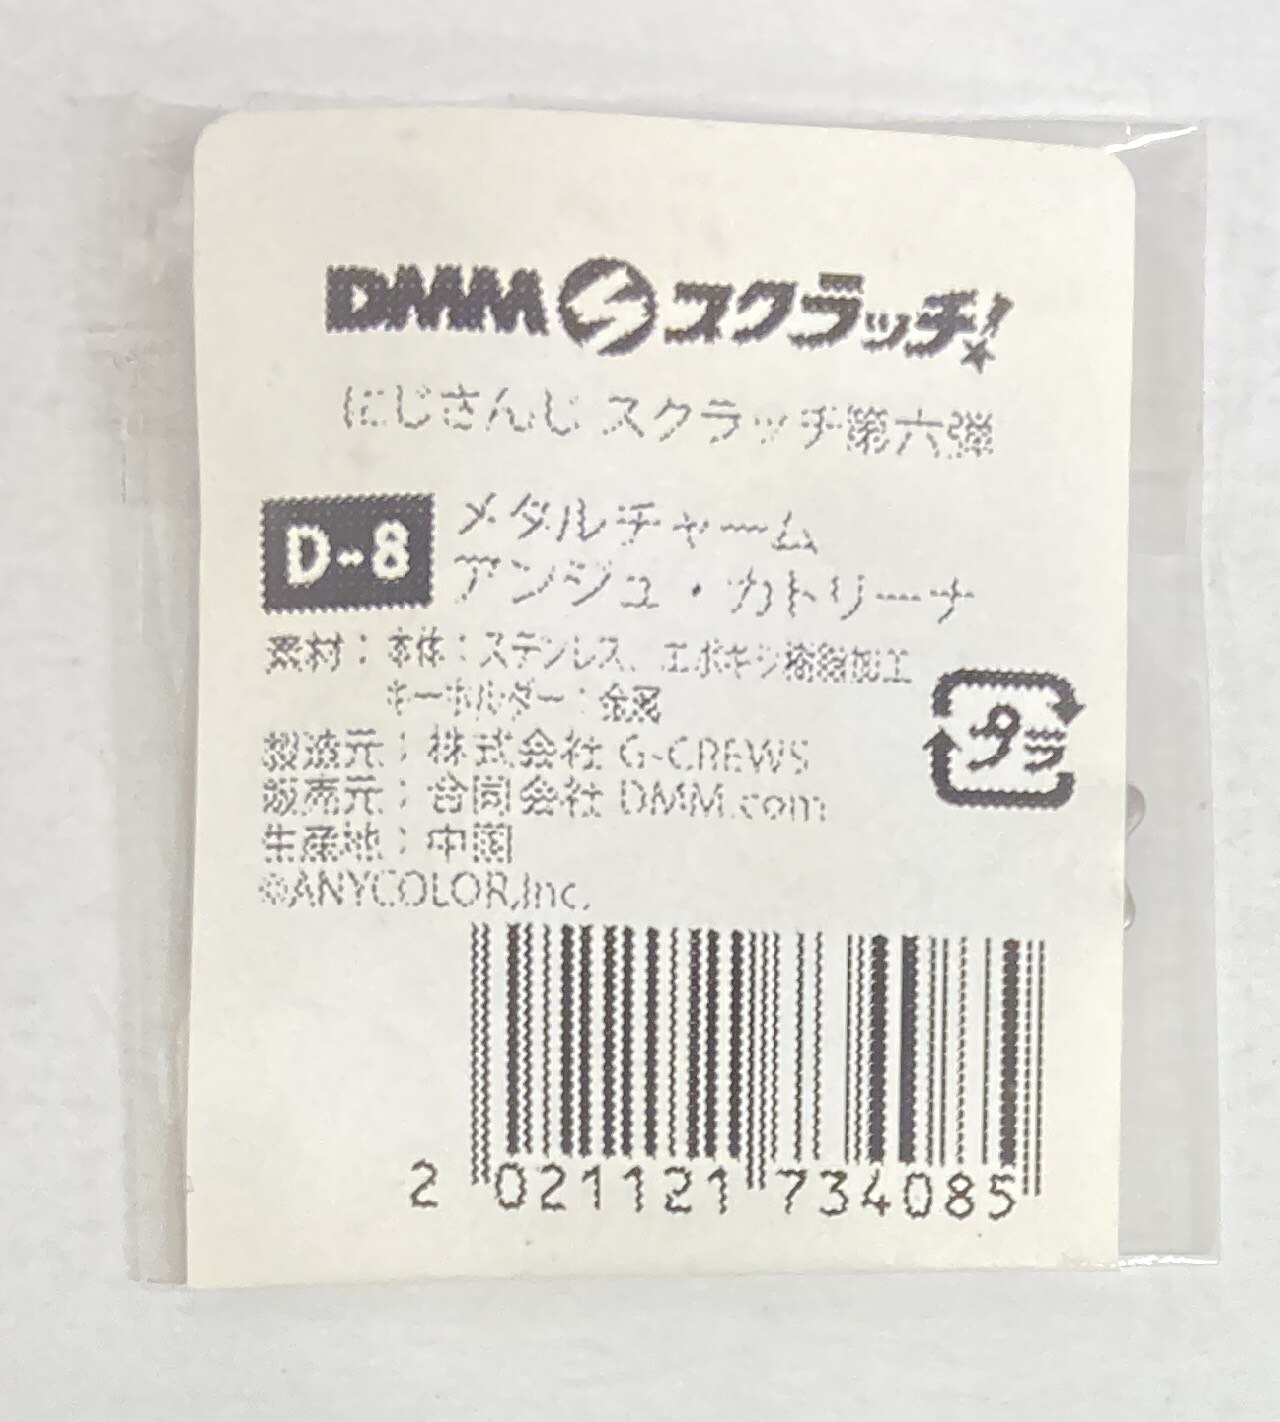 DMM スクラッチ!
にじさんじ スクラッチ第六弾
D-8
メタルチャーム
アンジュ・カトリーナ
素材:本体:ステンレス、エポキシ樹脂加工
キーホルダー:金属
製造元:株式会社 G-CREWS
販売元:合同会社 DMM.com
生産地:中国
©ANYCOLOR,Inc.
プラ
2 021121 734085